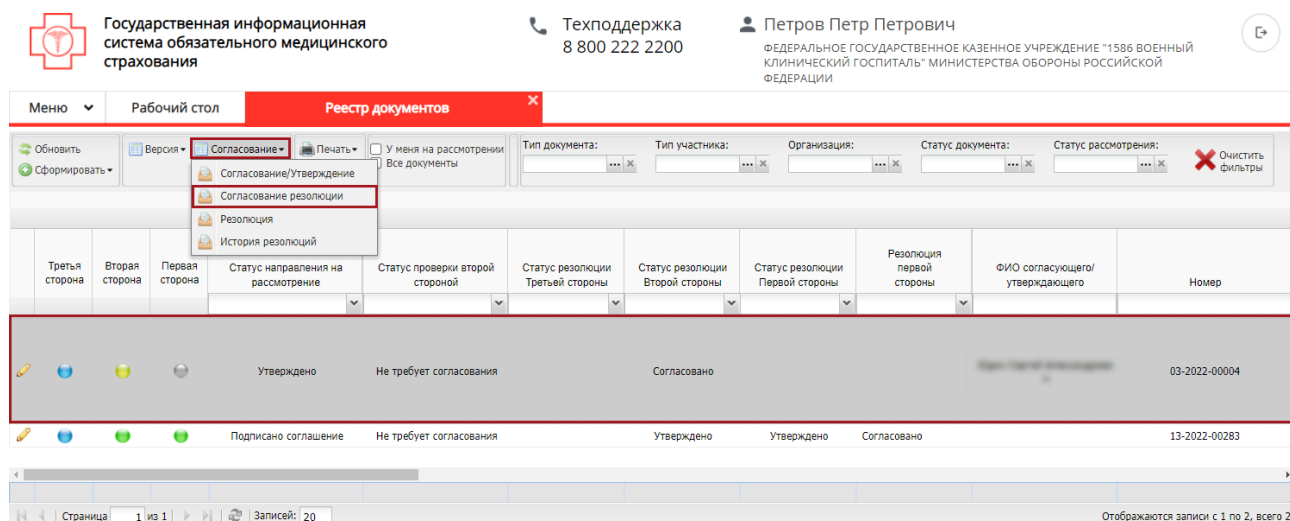 Государственная информационная
система обязательного медицинского
страхования
Техподдержка
8 800 222 2200
Петров Петр Петрович
ФЕДЕРАЛЬНОЕ ГОСУДАРСТВЕННОЕ КАЗЕННОЕ УЧРЕЖДЕНИЕ "1586 ВОЕННЫЙ
КЛИНИЧЕСКИЙ ГОСПИТАЛЬ" МИНИСТЕРСТВА ОБОРОНЫ РОССИЙСКОЙ
ФЕДЕРАЦИИ
Меню Рабочий стол Реестр документов
Обновить Версия Согласование Печать У меня на рассмотрении
Сформировать Все документы
Тип документа: Тип участника: Организация: Статус документа: Статус рассмотрения:
Очистить
фильтры
Согласование/Утверждение
Согласование резолюции
Резолюция
История резолюций
Третья
сторона
Вторая
сторона
Первая
сторона
Статус направления на
рассмотрение
Статус проверки второй
стороной
Статус резолюции
Третьей стороны
Статус резолюции
Второй стороны
Статус резолюции
Первой стороны
Резолюция
первой
стороны
ФИО согласующего/
утверждающего
Номер
Утверждено Не требует согласования Согласовано 03-2022-00004
Подписано соглашение Не требует согласования Утверждено Утверждено Согласовано 13-2022-00283
Страница 1 из 1 Записей: 20 Отображаются записи с 1 по 2, всего 2